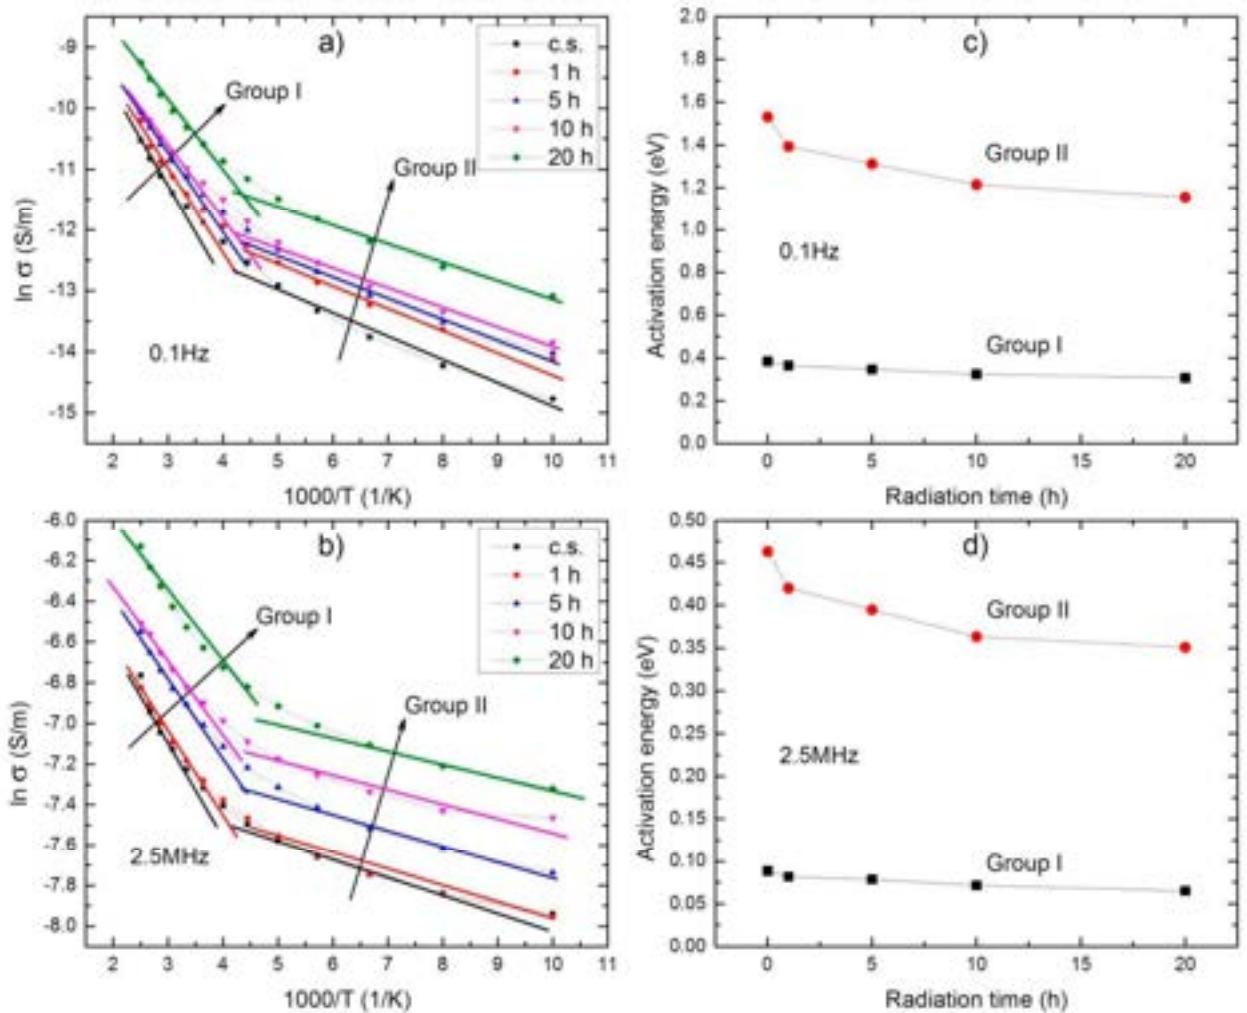 a)
-9
-10
-11
-12
-13
-14
-15
ln σ (S/m)
c.s.
1 h
5 h
10 h
20 h
Group I
Group II
0.1Hz
2 3 4 5 6 7 8 9 10 11
1000/T (1/K)
c)
2.0
1.8
1.6
1.4
1.2
1.0
0.8
0.6
0.4
0.2
0.0
Activation energy (eV)
Group II
0.1Hz
Group I
0 5 10 15 20
Radiation time (h)
b)
-6.0
-6.2
-6.4
-6.6
-6.8
-7.0
-7.2
-7.4
-7.6
-7.8
-8.0
ln σ (S/m)
c.s.
1 h
5 h
10 h
20 h
Group I
Group II
2.5MHz
2 3 4 5 6 7 8 9 10 11
1000/T (1/K)
d)
0.50
0.45
0.40
0.35
0.30
0.25
0.20
0.15
0.10
0.05
0.00
Activation energy (eV)
Group II
2.5MHz
Group I
0 5 10 15 20
Radiation time (h)